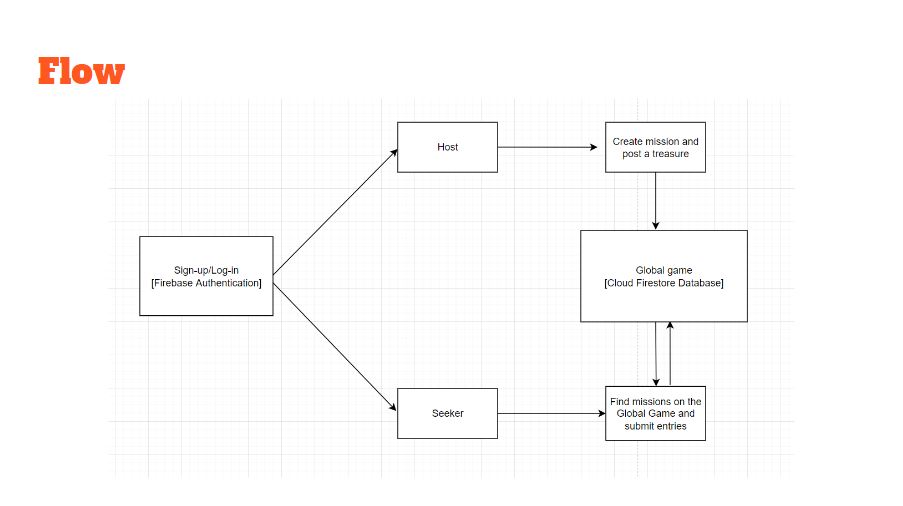 Flow
Host
Create mission and
post a treasure
Sign-up/Log-in
[Firebase Authentication]
Global game
[Cloud Firestore Database]
Seeker
Find missions on the
Global Game and
submit entries